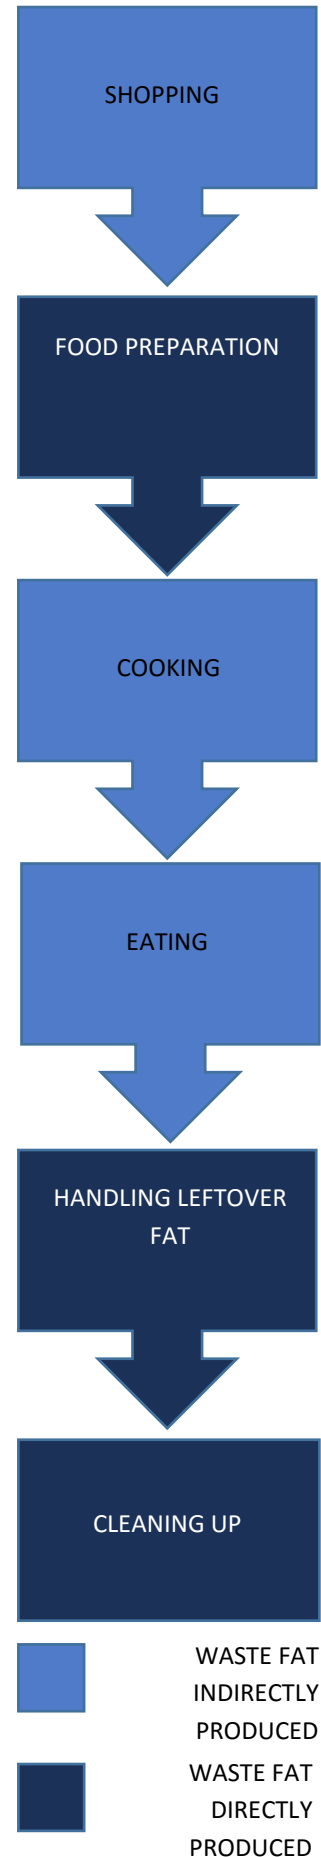 SHOPPING
FOOD PREPARATION
COOKING
EATING
HANDLING LEFTOVER
FAT
CLEANING UP
WASTE FAT
INDIRECTLY
PRODUCED
WASTE FAT
DIRECTLY
PRODUCED